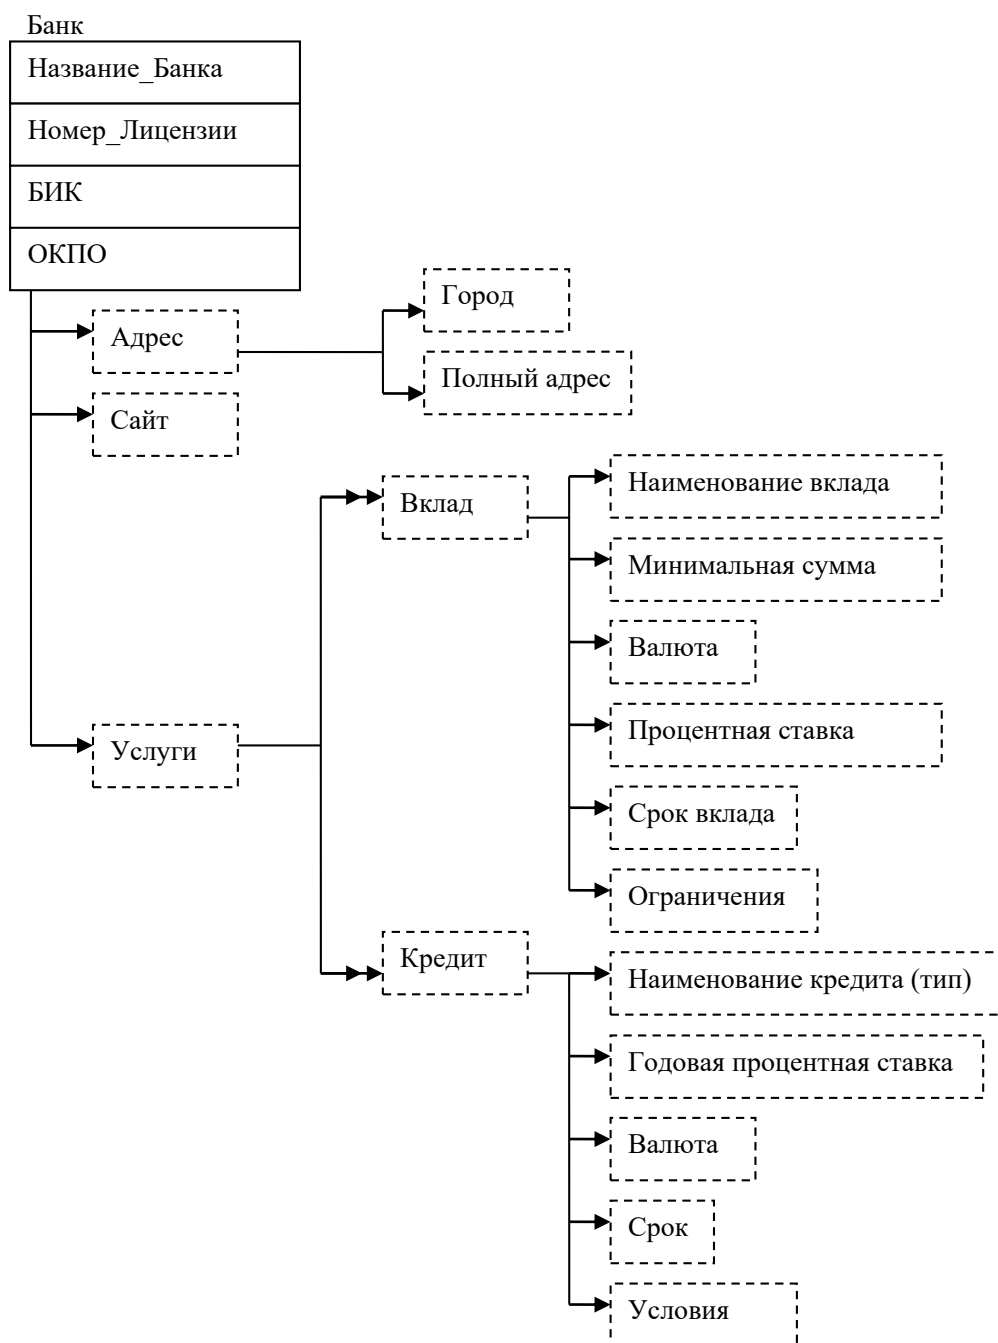 Банк
Название_Банка
Номер_Лицензии
БИК
ОКПО
Адрес
Город
Полный адрес
Сайт
Услуги
Вклад
Наименование вклада
Минимальная сумма
Валюта
Процентная ставка
Срок вклада
Ограничения
Кредит
Наименование кредита (тип)
Годовая процентная ставка
Валюта
Срок
Условия